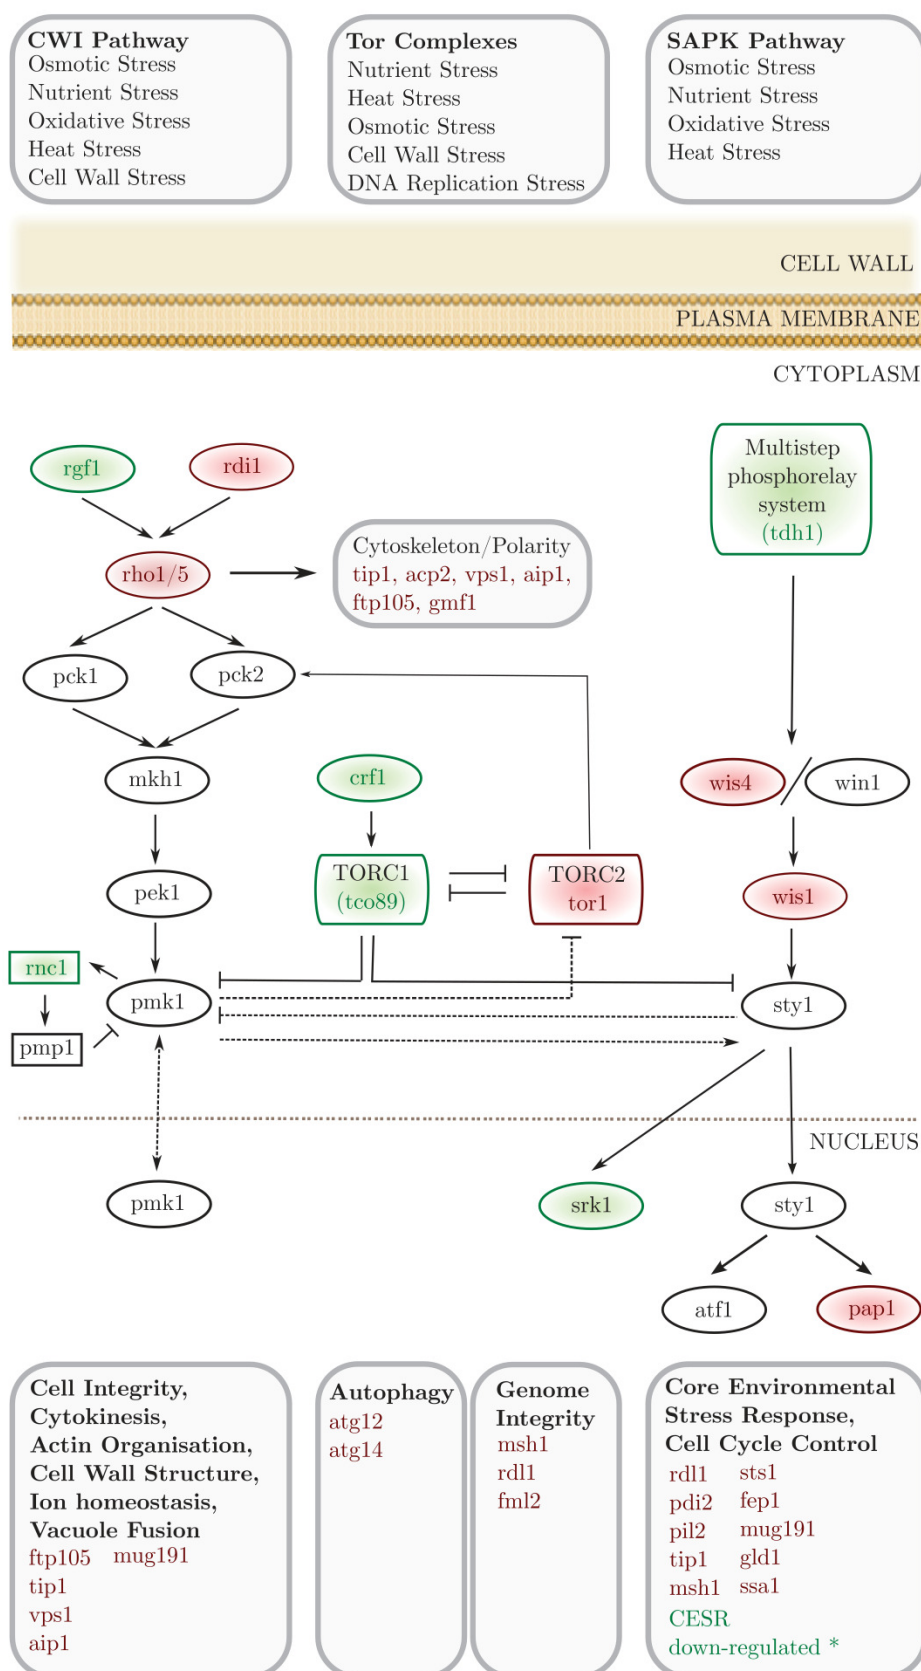 CWI Pathway
Osmotic Stress
Nutrient Stress
Oxidative Stress
Heat Stress
Cell Wall Stress
Tor Complexes
Nutrient Stress
Heat Stress
Osmotic Stress
Cell Wall Stress
DNA Replication Stress
SAPK Pathway
Osmotic Stress
Nutrient Stress
Oxidative Stress
Heat Stress
CELL WALL
PLASMA MEMBRANE
CYTOPLASM
rgf1
rdi1
Multistep
phosphorelay
system
(tdh1)
rho1/5
Cytoskeleton/Polarity
tip1, acp2, vps1, aip1,
ftp105, gmf1
pck1
pck2
mkh1
crf1
wis4
win1
pek1
TORC1
(tco89)
TORC2
tor1
wis1
rnc1
pmk1
sty1
pmp1
NUCLEUS
pmk1
srk1
sty1
atf1
pap1
Cell Integrity,
Cytokinesis,
Actin Organisation,
Cell Wall Structure,
Ion homeostasis,
Vacuole Fusion
ftp105 mug191
tip1
vps1
aip1
Autophagy
atg12
atg14
Genome
Integrity
msh1
rdl1
fml2
Core Environmental
Stress Response,
Cell Cycle Control
rdl1 sts1
pdi2 fep1
pil2 mug191
tip1 gld1
msh1 ssa1
CESR
down-regulated *